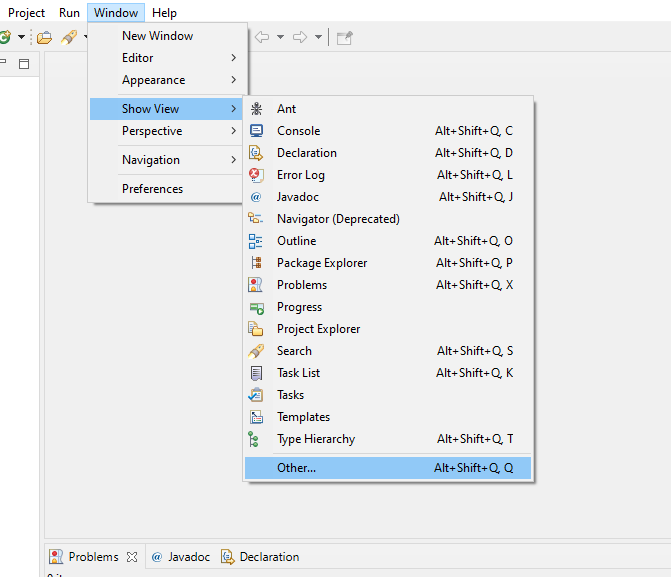 Project Run Window Help
New Window
Editor
Appearance
Show View
Perspective
Navigation
Preferences
Ant
Console Alt+Shift+Q, C
Declaration Alt+Shift+Q, D
Error Log Alt+Shift+Q, L
Javadoc Alt+Shift+Q, J
Navigator (Deprecated)
Outline Alt+Shift+Q, O
Package Explorer Alt+Shift+Q, P
Problems Alt+Shift+Q, X
Progress
Project Explorer
Search Alt+Shift+Q, S
Task List Alt+Shift+Q, K
Tasks
Templates
Type Hierarchy Alt+Shift+Q, T
Other... Alt+Shift+Q, Q
Problems @ Javadoc Declaration